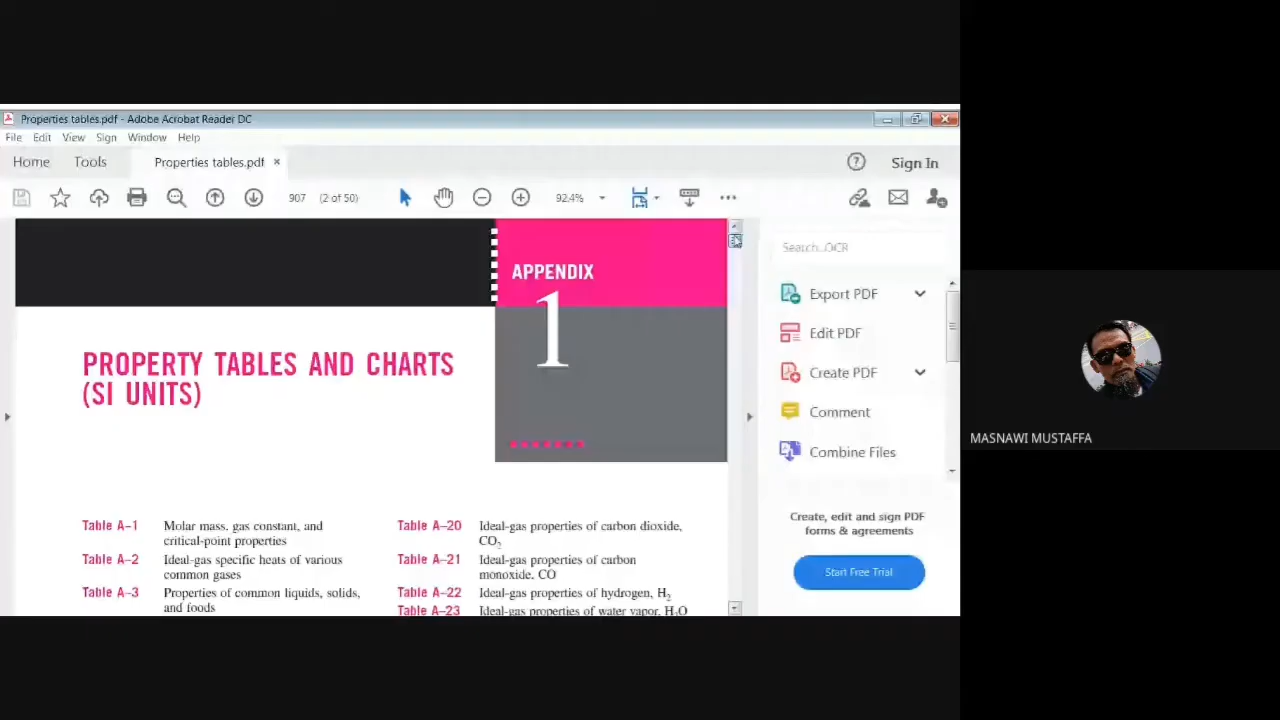 Properties tables.pdf - Adobe Acrobat Reader DC
File Edit View Sign Window Help
Home Tools Properties tables.pdf × Sign In
907 (2 of 50) 92.4%
APPENDIX
1
PROPERTY TABLES AND CHARTS
(SI UNITS)
Table A–1 Molar mass, gas constant, and
critical-point properties
Table A–2 Ideal-gas specific heats of various
common gases
Table A–3 Properties of common liquids, solids,
and foods
Table A–20 Ideal-gas properties of carbon dioxide,
CO2
Table A–21 Ideal-gas properties of carbon
monoxide, CO
Table A–22 Ideal-gas properties of hydrogen, H2
Table A–23 Ideal-gas properties of water vapor, H2O
Search 'OCR'
Export PDF
Edit PDF
Create PDF
Comment
Combine Files
Create, edit and sign PDF
forms & agreements
Start Free Trial
MASNAWI MUSTAFFA